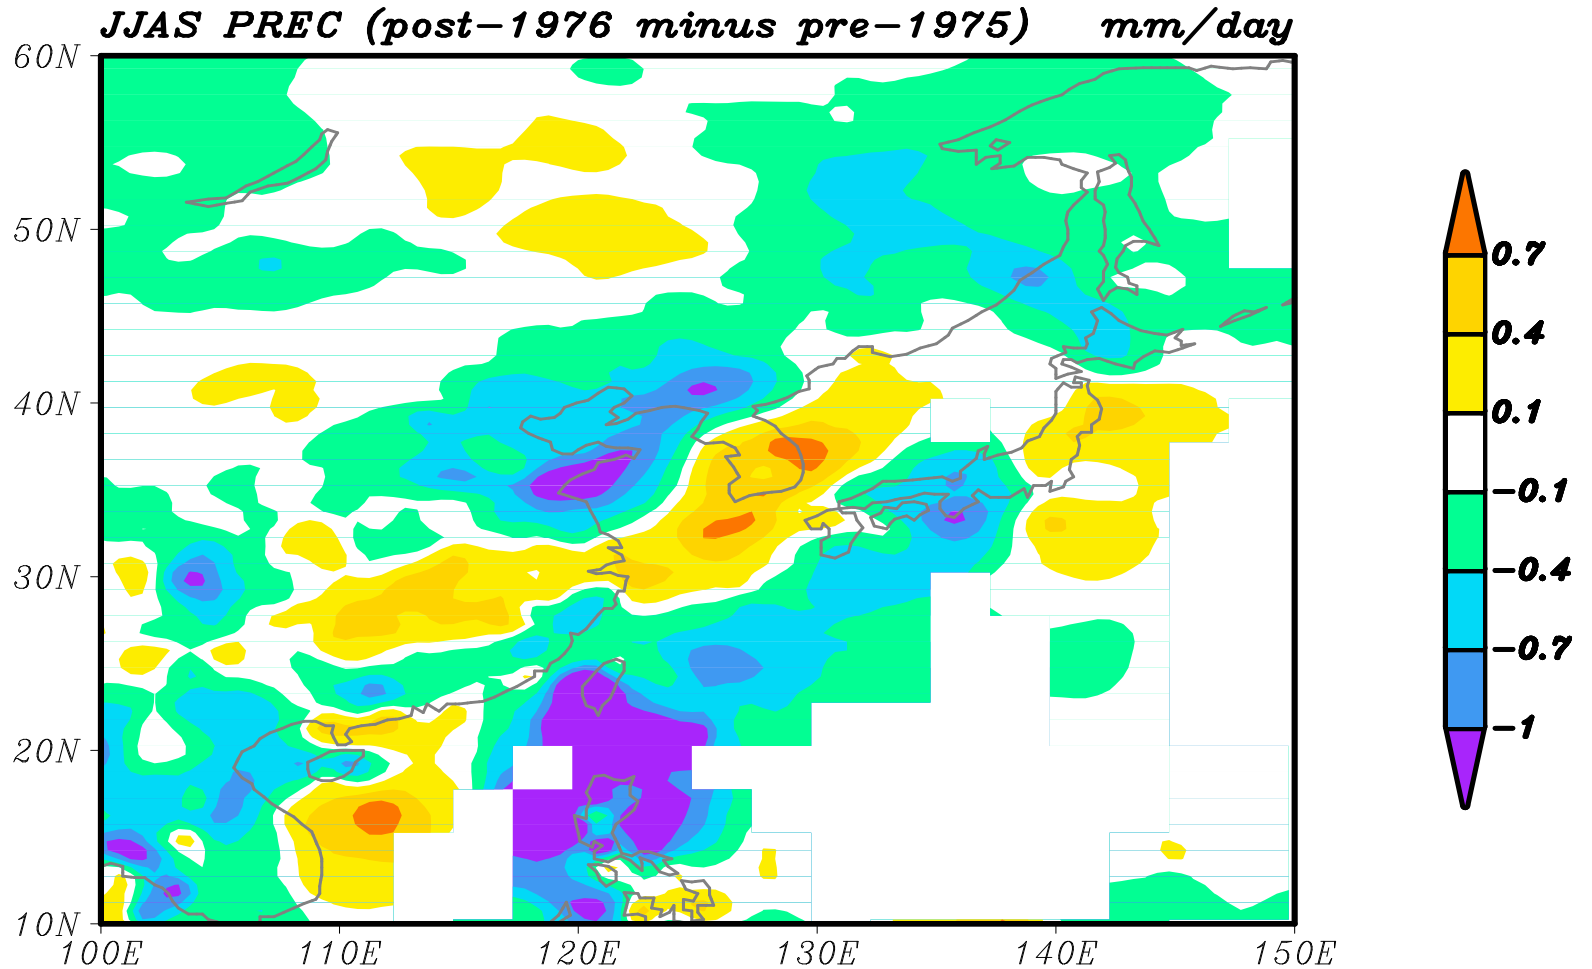 JJAS PREC (post−1976 minus pre−1975) mm/day
60N
50N
40N
30N
20N
10N
100E 110E 120E 130E 140E 150E
0.7
0.4
0.1
−0.1
−0.4
−0.7
−1